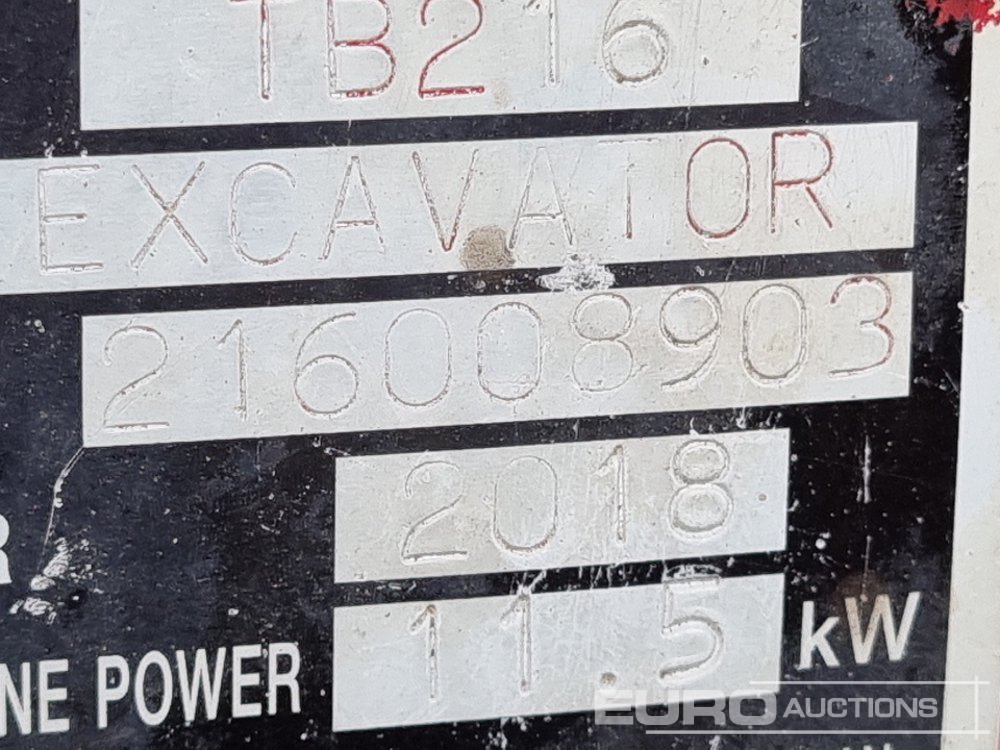 TB216
EXCAVATOR
216008903
2018
R
11.5 kW
NE POWER
EURO AUCTIONS